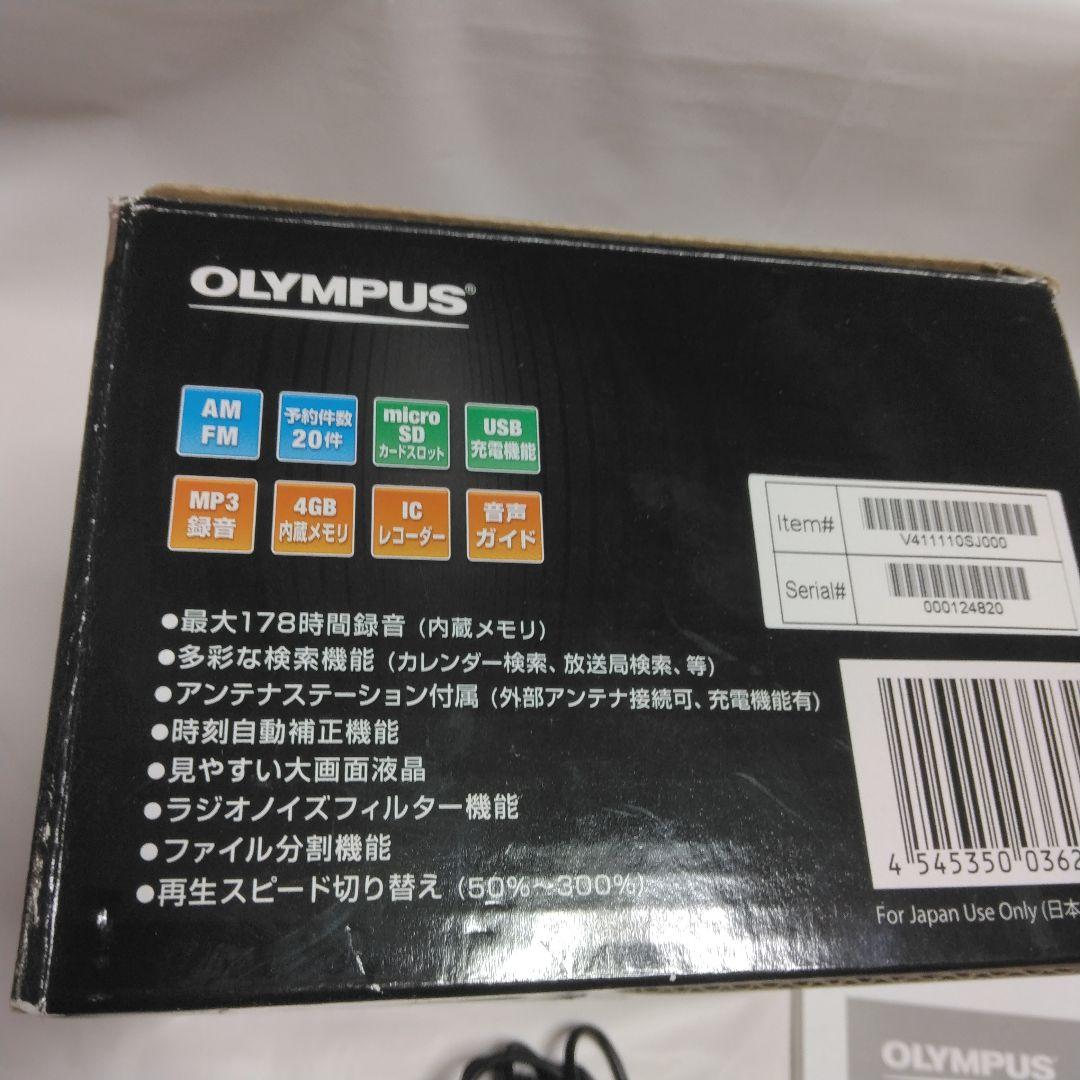 OLYMPUS®
AM
FM
予約件数
20件
micro
SD
カードスロット
USB
充電機能
MP3
録音
4GB
内蔵メモリ
IC
レコーダー
音声
ガイド
Item#
V411110SJ000
Serial#
000124820
●最大178時間録音（内蔵メモリ）
●多彩な検索機能（カレンダー検索、放送局検索、等）
●アンテナステーション付属（外部アンテナ接続可、充電機能有）
●時刻自動補正機能
●見やすい大画面液晶
●ラジオノイズフィルター機能
●ファイル分割機能
●再生スピード切り替え（50%～300%）
4 545350 0362
For Japan Use Only (日本
OLYMPUS